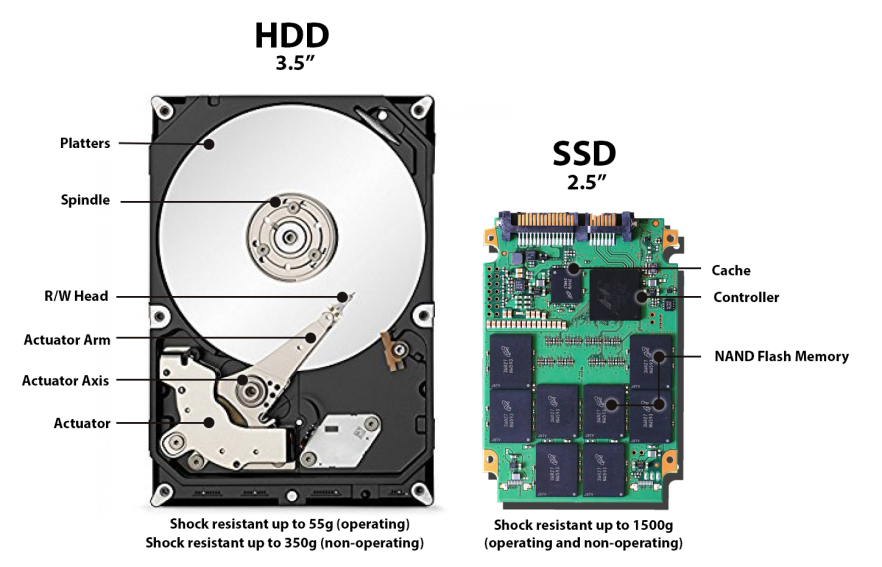 HDD
3.5”
Platters
Spindle
R/W Head
Actuator Arm
Actuator Axis
Actuator
Shock resistant up to 55g (operating)
Shock resistant up to 350g (non-operating)
SSD
2.5”
Cache
Controller
NAND Flash Memory
Shock resistant up to 1500g
(operating and non-operating)